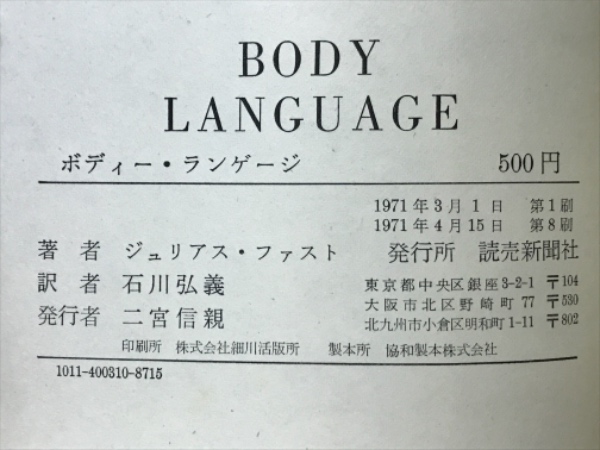 BODY
LANGUAGE
ボディー・ランゲージ 500円
1971年3月1日 第1刷
1971年4月15日 第8刷
著者 ジュリアス・ファスト 発行所 読売新聞社
訳者 石川弘義 東京都中央区銀座3-2-1 〒104
大阪市北区野崎町77 〒530
発行者 二宮信親 北九州市小倉区明和町1-11 〒802
印刷所 株式会社細川活版所 製本所 協和製本株式会社
1011-400310-8715